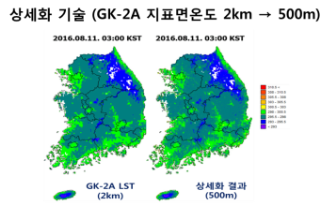 상세화 기술 (GK-2A 지표면온도 2km → 500m)
2016.08.11. 03:00 KST 2016.08.11. 03:00 KST
GK-2A LST 상세화 결과
(2km) (500m)